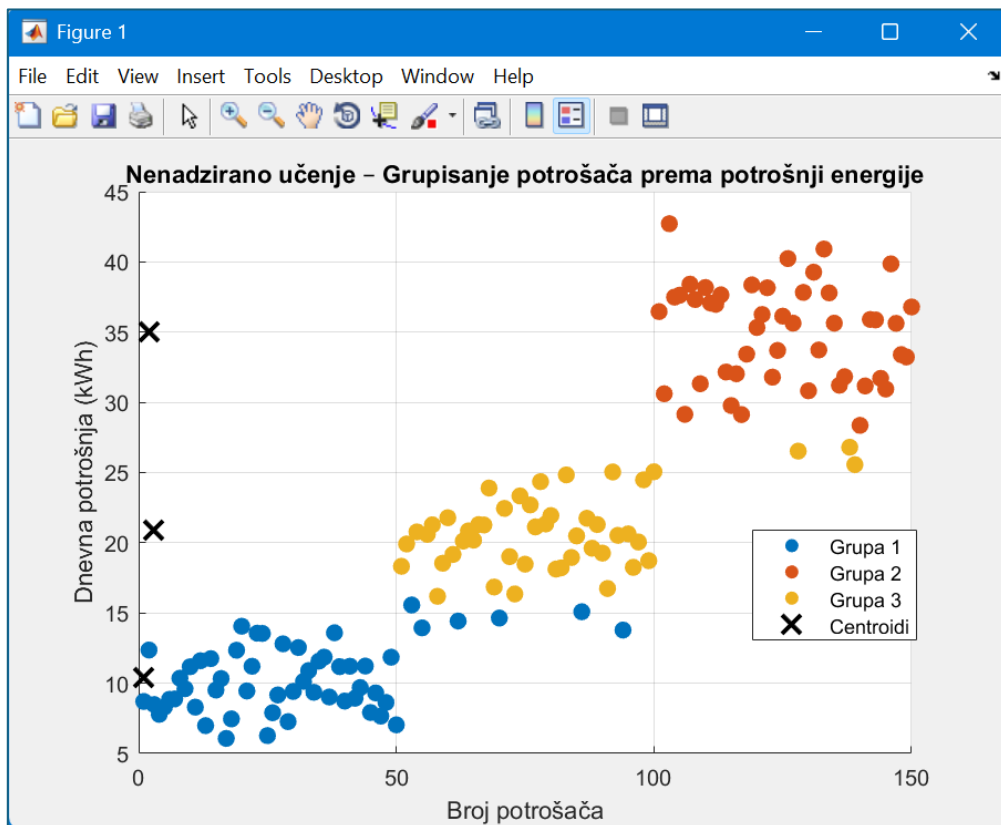 Figure 1
File Edit View Insert Tools Desktop Window Help
Nenadzirano učenje – Grupisanje potrošača prema potrošnji energije
45
40
35
30
25
20
15
10
5
Dnevna potrošnja (kWh)
0 50 100 150
Broj potrošača
Grupa 1
Grupa 2
Grupa 3
Centroidi